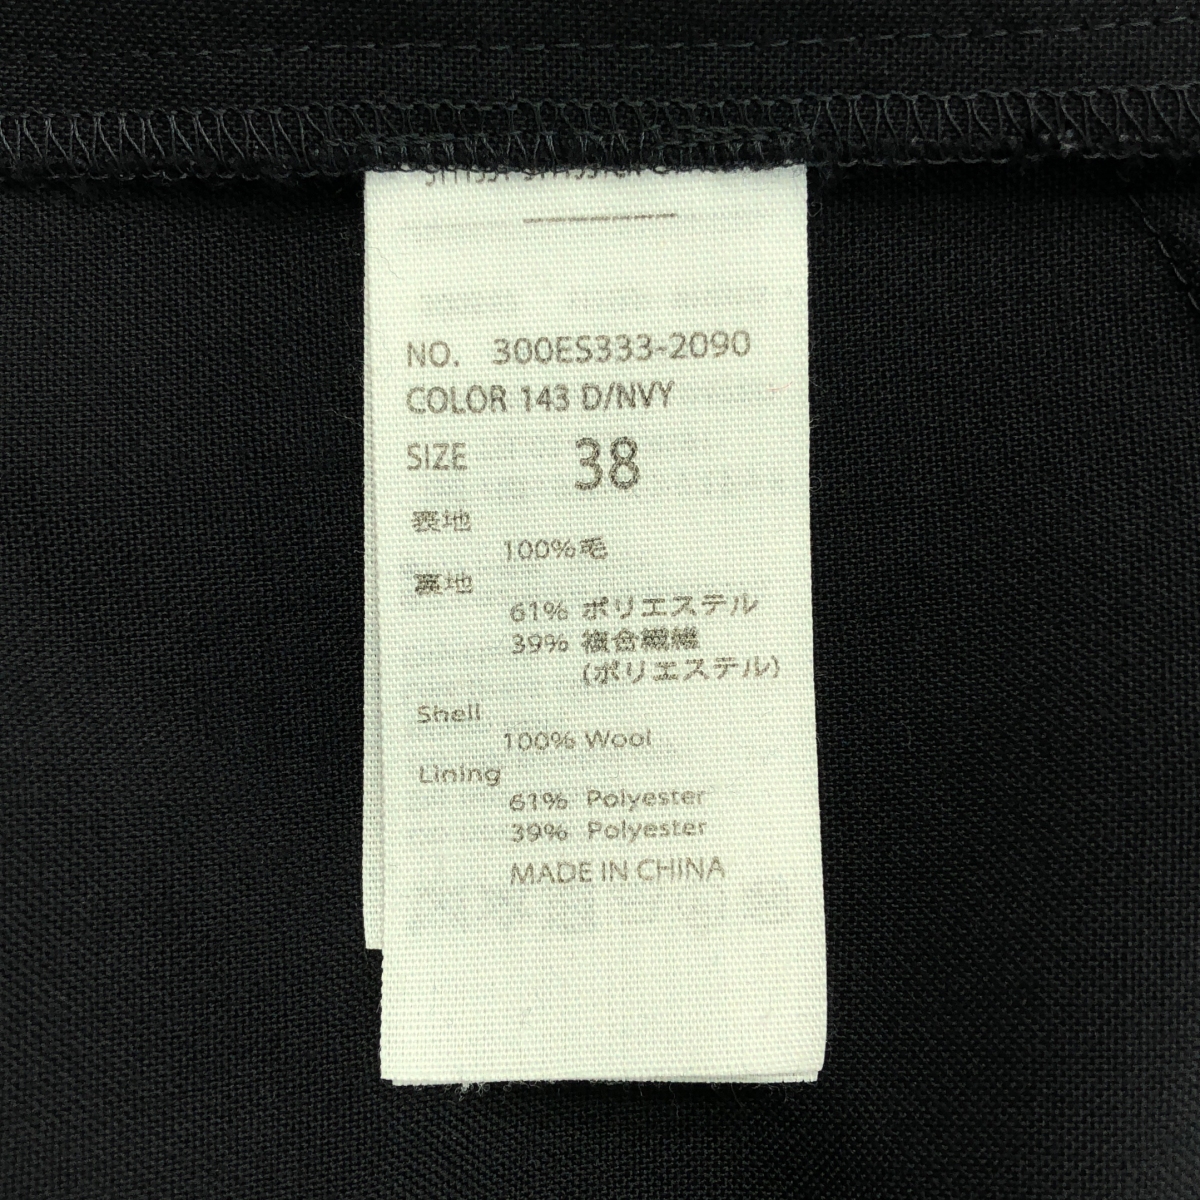 NO. 300ES333-2090
COLOR 143 D/NVY
SIZE 38
表地
100%毛
裏地
61% ポリエステル
39% 複合繊維
(ポリエステル)
Shell
100% Wool
Lining
61% Polyester
39% Polyester
MADE IN CHINA